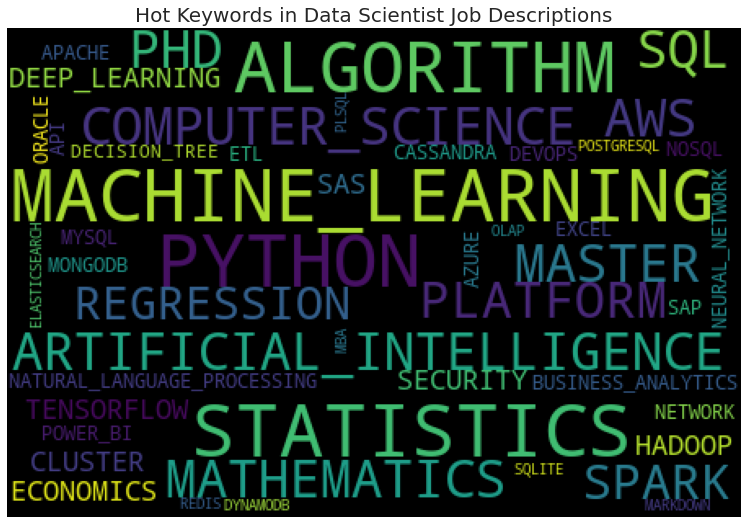 Hot Keywords in Data Scientist Job Descriptions
APACHE
PHD
ALGORITHM
SQL
DEEP_LEARNING
ORACLE
API
COMPUTER_SCIENCE
PLSQL
AWS
DECISION_TREE
ETL
CASSANDRA
DEVOPS
POSTGRESQL
NOSQL
MACHINE_LEARNING
SAS
NEURAL_NETWORK
ELASTICSEARCH
MYSQL
PYTHON
OLAP
EXCEL
MONGODB
AZURE
MASTER
REGRESSION
PLATFORM
SAP
ARTIFICIAL_INTELLIGENCE
MBA
NATURAL_LANGUAGE_PROCESSING
SECURITY
BUSINESS_ANALYTICS
TENSORFLOW
STATISTICS
NETWORK
POWER_BI
HADOOP
CLUSTER
MATHEMATICS
SQLITE
SPARK
ECONOMICS
REDIS
DYNAMODB
MARKDOWN